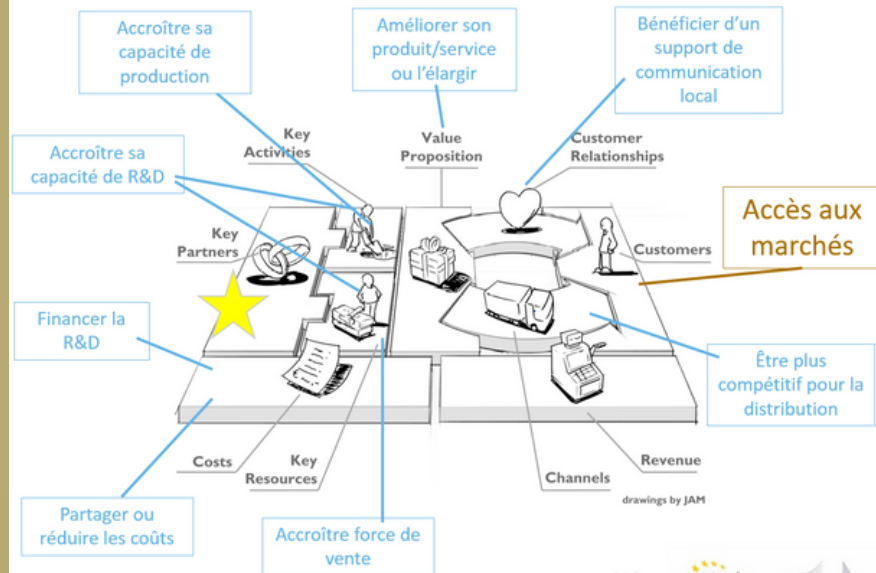 Accroître sa
capacité de
production
Améliorer son
produit/service
ou l'élargir
Bénéficier d'un
support de
communication
local
Key
Activities
Value
Proposition
Customer
Relationships
Accroître sa
capacité de R&D
Accès aux
marchés
Key
Partners
Customers
Financer la
R&D
Être plus
compétitif pour la
distribution
Costs
Key
Resources
Channels
Revenue
drawings by JAM
Partager ou
réduire les coûts
Accroître force de
vente